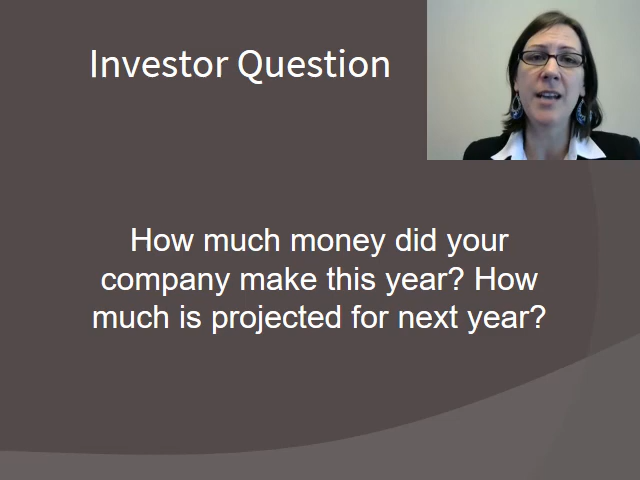 Investor Question
How much money did your
company make this year? How
much is projected for next year?